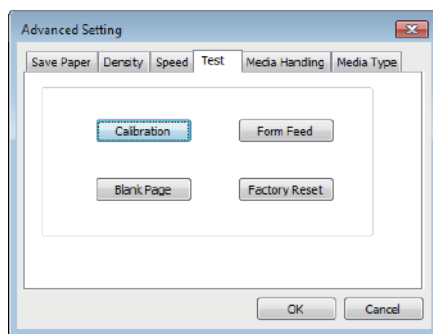 Advanced Setting
Save Paper Density Speed Test Media Handling Media Type
Calibration Form Feed
Blank Page Factory Reset
OK Cancel